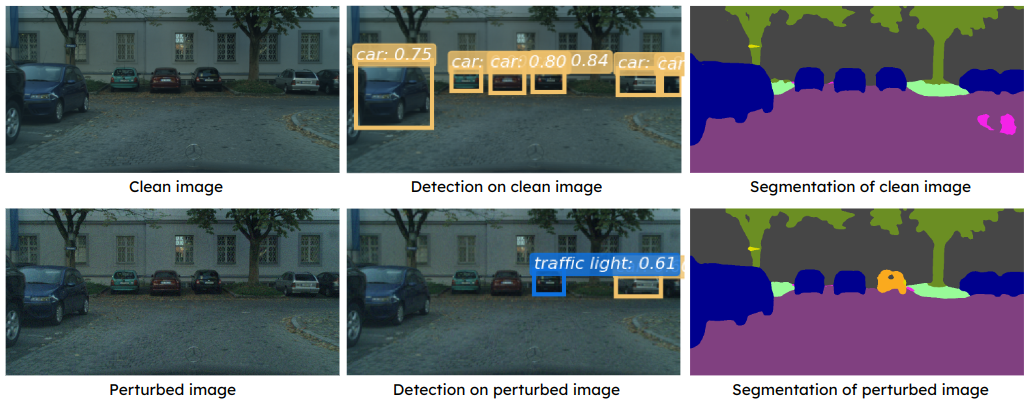 car: 0.75
car: car: 0.80 0.84 car: car
Clean image
Detection on clean image
Segmentation of clean image
traffic light: 0.61
Perturbed image
Detection on perturbed image
Segmentation of perturbed image